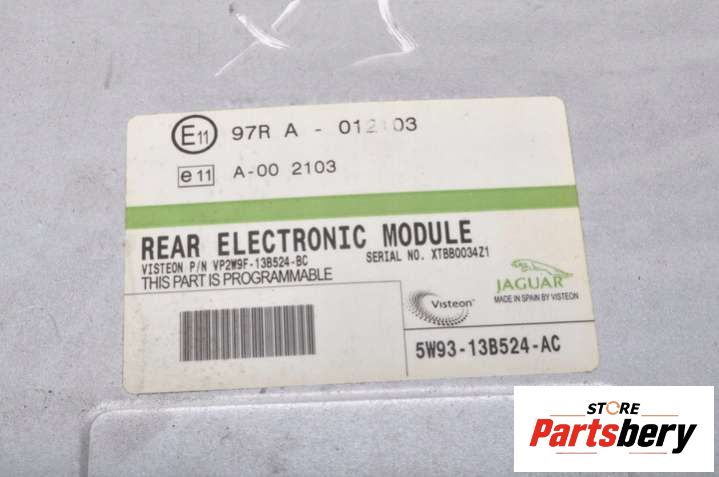 E11 97R A - 012103
e11 A-00 2103
REAR ELECTRONIC MODULE
VISTEON P/N VP2W9F-13B524-BC SERIAL NO. XTBB0034Z1
THIS PART IS PROGRAMMABLE
Visteon
JAGUAR
MADE IN SPAIN BY VISTEON
5W93-13B524-AC
STORE
Partsbery